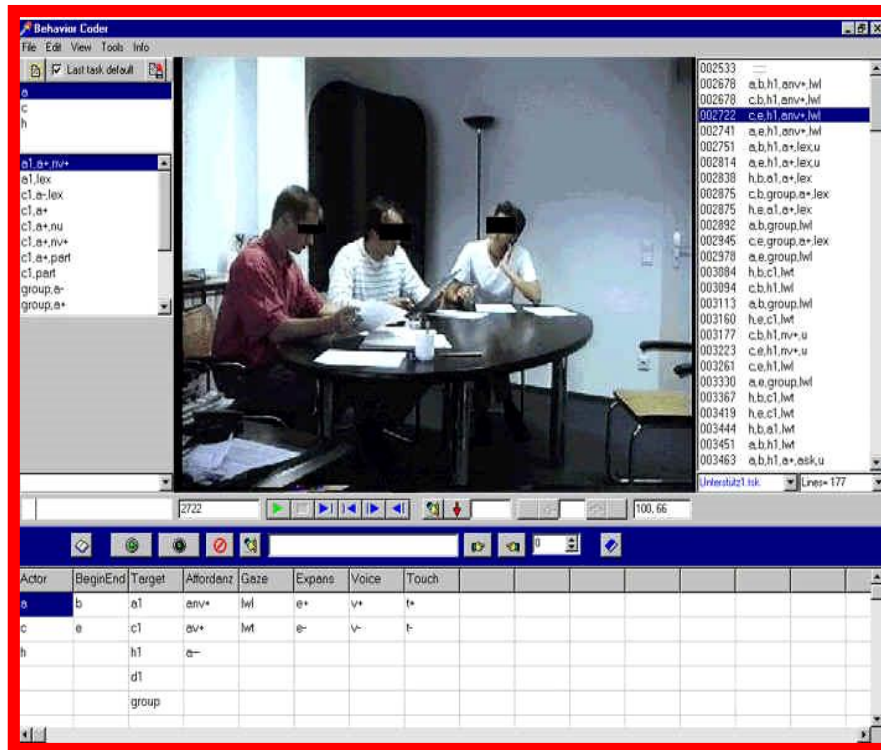 Behavior Coder
File Edit View Tools Info
Last task default
a
c
h
a1,a+,nv+
a1,lex
c1,a-,lex
c1,a+
c1,a+,nu
c1,a+,nv+
c1,a+,part
c1,part
group,a-
group,a+
002533
002678 a,b,h1,anv+,lwl
002678 c,b,h1,anv+,lwl
002722 c,e,h1,anv+,lwl
002741 a,e,h1,anv+,lwl
002751 a,b,h1,a+,lex,u
002814 a,e,h1,a+,lex,u
002838 h,b,a1,a+,lex
002875 c,b,group,a+,lex
002875 h,e,a1,a+,lex
002892 a,b,group,lwl
002945 c,e,group,a+,lex
002978 a,e,group,lwl
003084 h,b,c1,lwt
003094 c,b,h1,lwl
003113 a,b,group,lwl
003160 h,e,c1,lwt
003177 c,b,h1,nv+,u
003223 c,e,h1,nv+,u
003261 c,e,h1,lwl
003330 a,e,group,lwl
003367 h,b,c1,lwt
003419 h,e,c1,lwt
003444 h,b,a1,lwt
003451 a,b,h1,lwt
003463 a,b,h1,a+,ask,u
Unterstütz1.tsk Lines= 177
2722 100, 66
0
Actor BeginEnd Target Affordanz Gaze Expans Voice Touch
a b a1 anv+ lwl e+ v+ t+
c e c1 av+ lwt e- v- t-
h h1 a--
d1
group